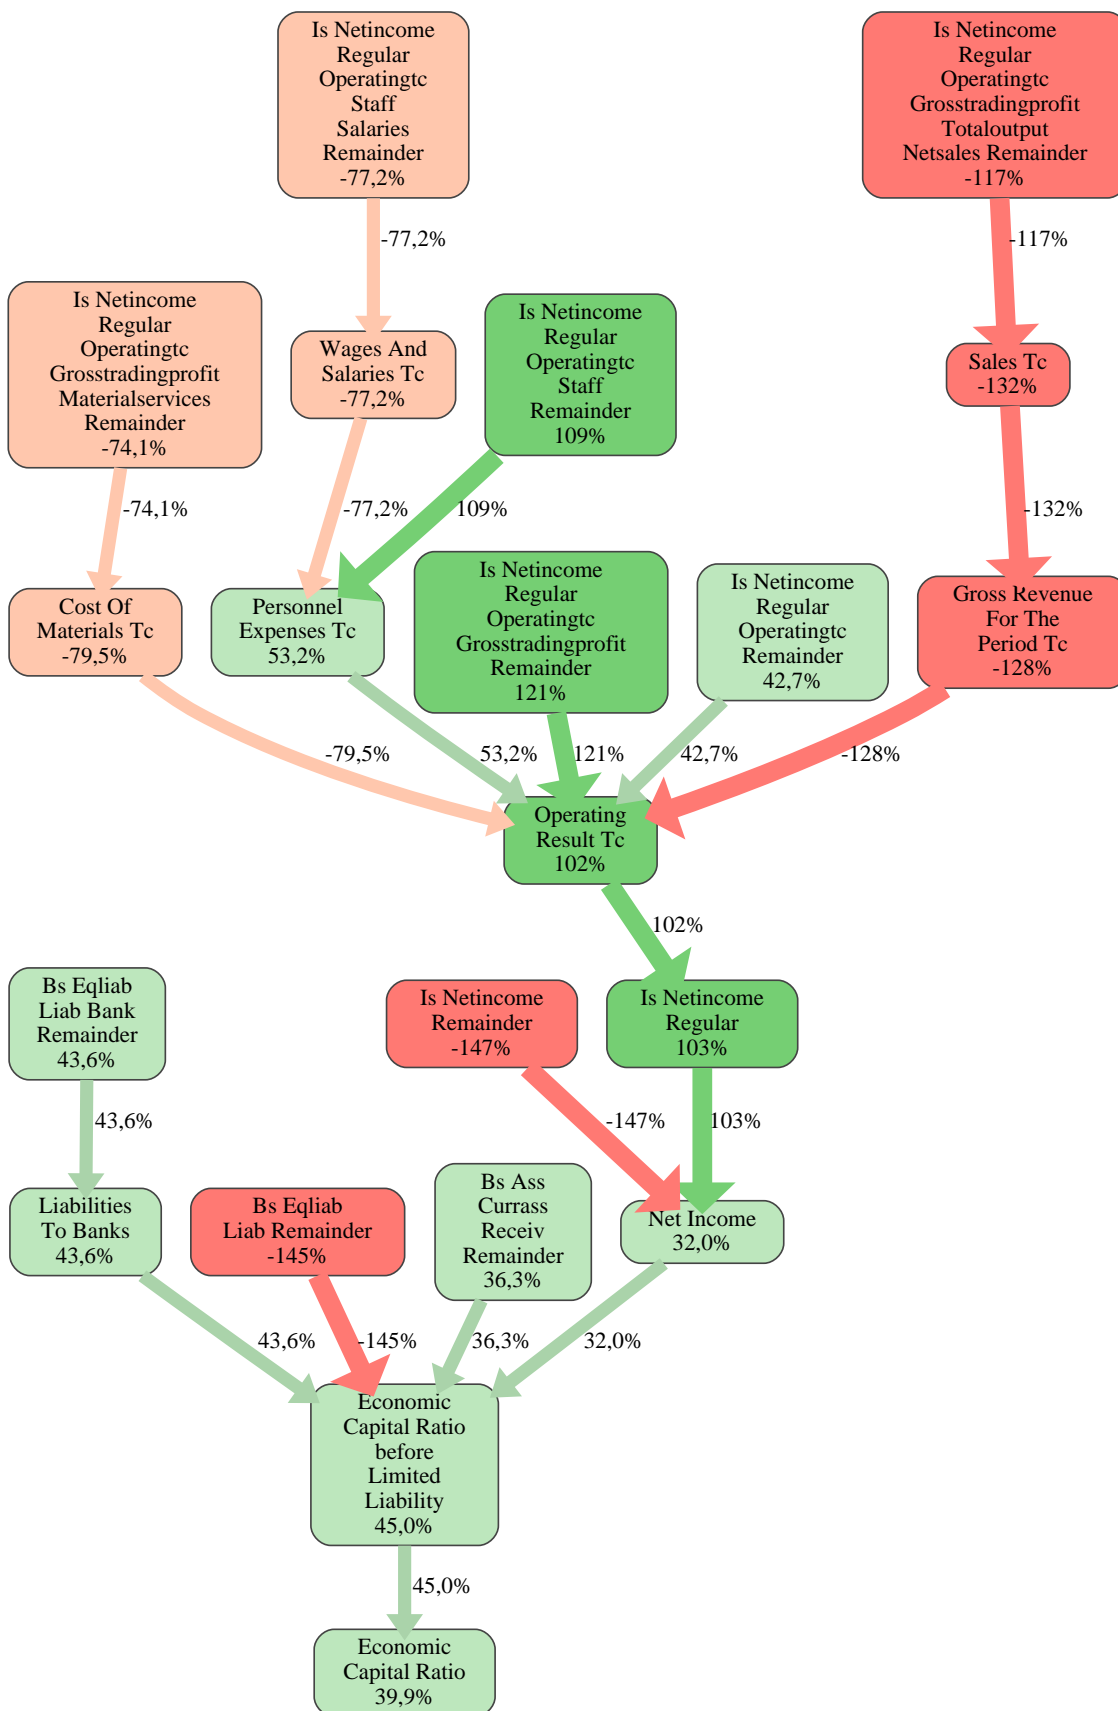 Is Netincome
Regular
Operatingtc
Staff
Salaries
Remainder
-77,2%
Is Netincome
Regular
Operatingtc
Grosstradingprofit
Totaloutput
Netsales Remainder
-117%
-77,2%
-117%
Is Netincome
Regular
Operatingtc
Grosstradingprofit
Materialservices
Remainder
-74,1%
Wages And
Salaries Tc
-77,2%
Is Netincome
Regular
Operatingtc
Staff
Remainder
109%
Sales Tc
-132%
-74,1%
-77,2%
109%
-132%
Cost Of
Materials Tc
-79,5%
Personnel
Expenses Tc
53,2%
Is Netincome
Regular
Operatingtc
Grosstradingprofit
Remainder
121%
Is Netincome
Regular
Operatingtc
Remainder
42,7%
Gross Revenue
For The
Period Tc
-128%
-79,5%
53,2%
121%
42,7%
-128%
Operating
Result Tc
102%
102%
Bs Eqliab
Liab Bank
Remainder
43,6%
Is Netincome
Remainder
-147%
Is Netincome
Regular
103%
43,6%
-147%
103%
Liabilities
To Banks
43,6%
Bs Eqliab
Liab Remainder
-145%
Bs Ass
Currass
Receiv
Remainder
36,3%
Net Income
32,0%
43,6%
-145%
36,3%
32,0%
Economic
Capital Ratio
before
Limited
Liability
45,0%
45,0%
Economic
Capital Ratio
39,9%